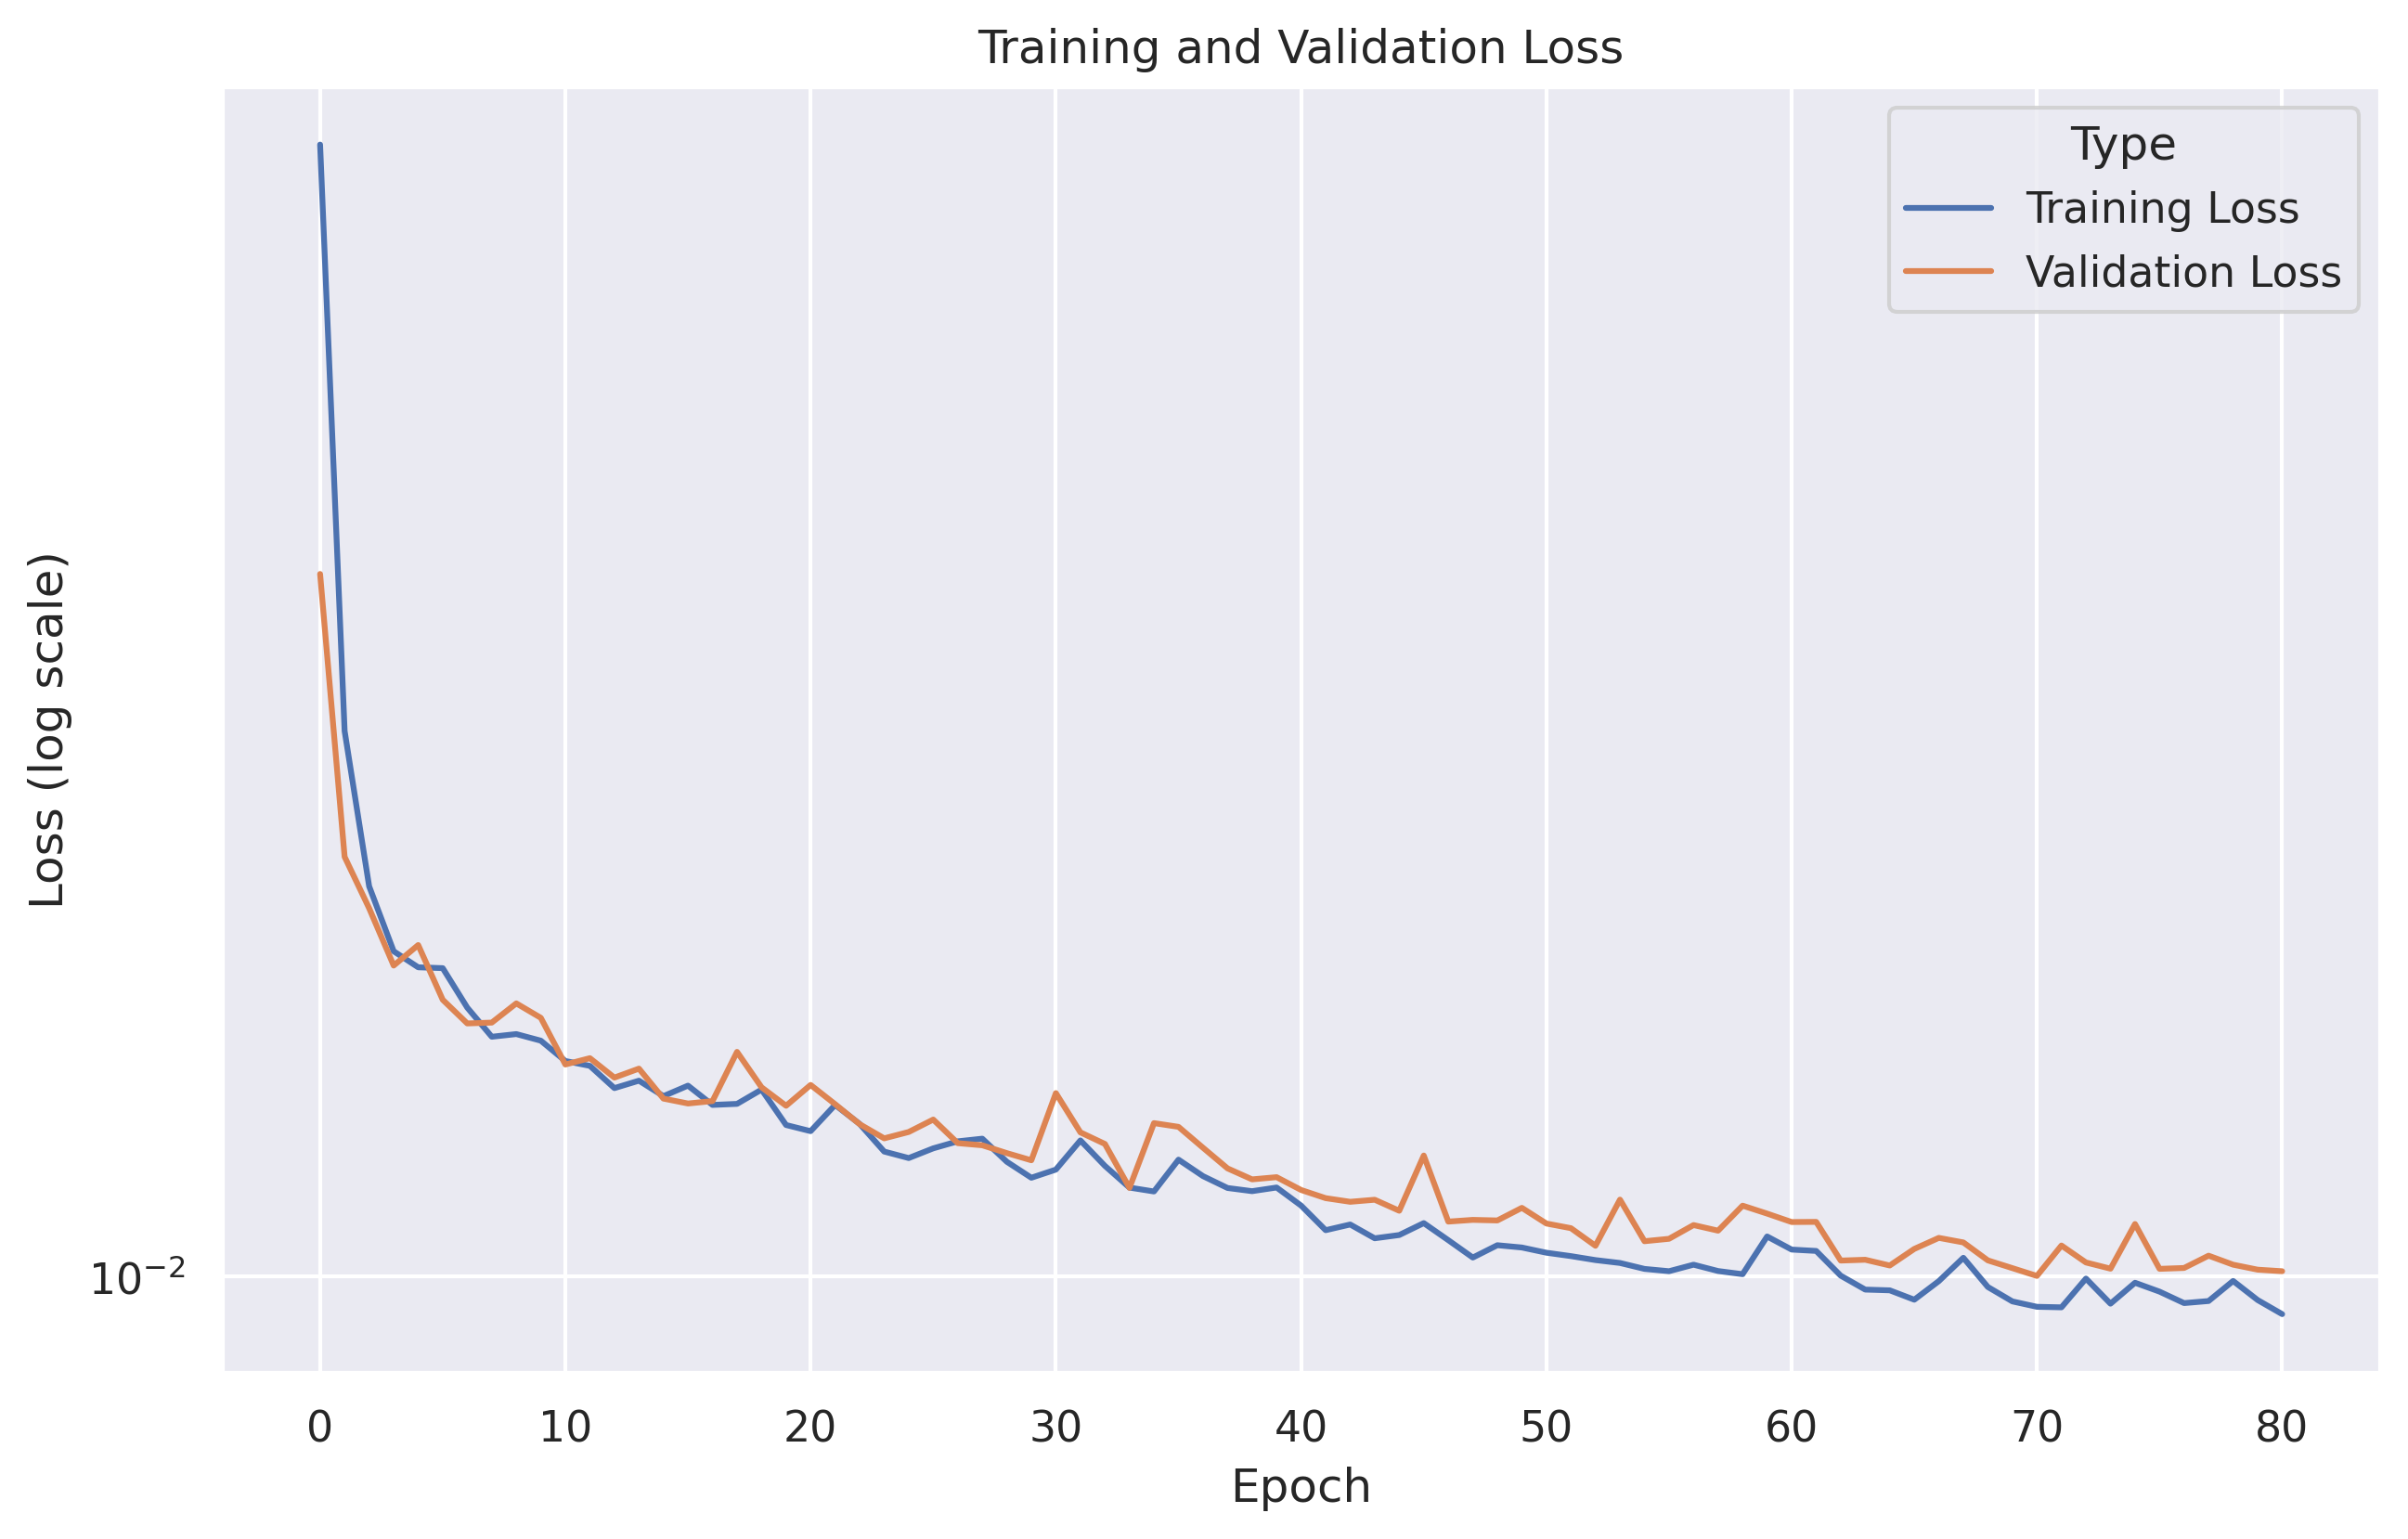 Training and Validation Loss
Type
Training Loss
Validation Loss
Loss (log scale)
10⁻²
0 10 20 30 40 50 60 70 80
Epoch